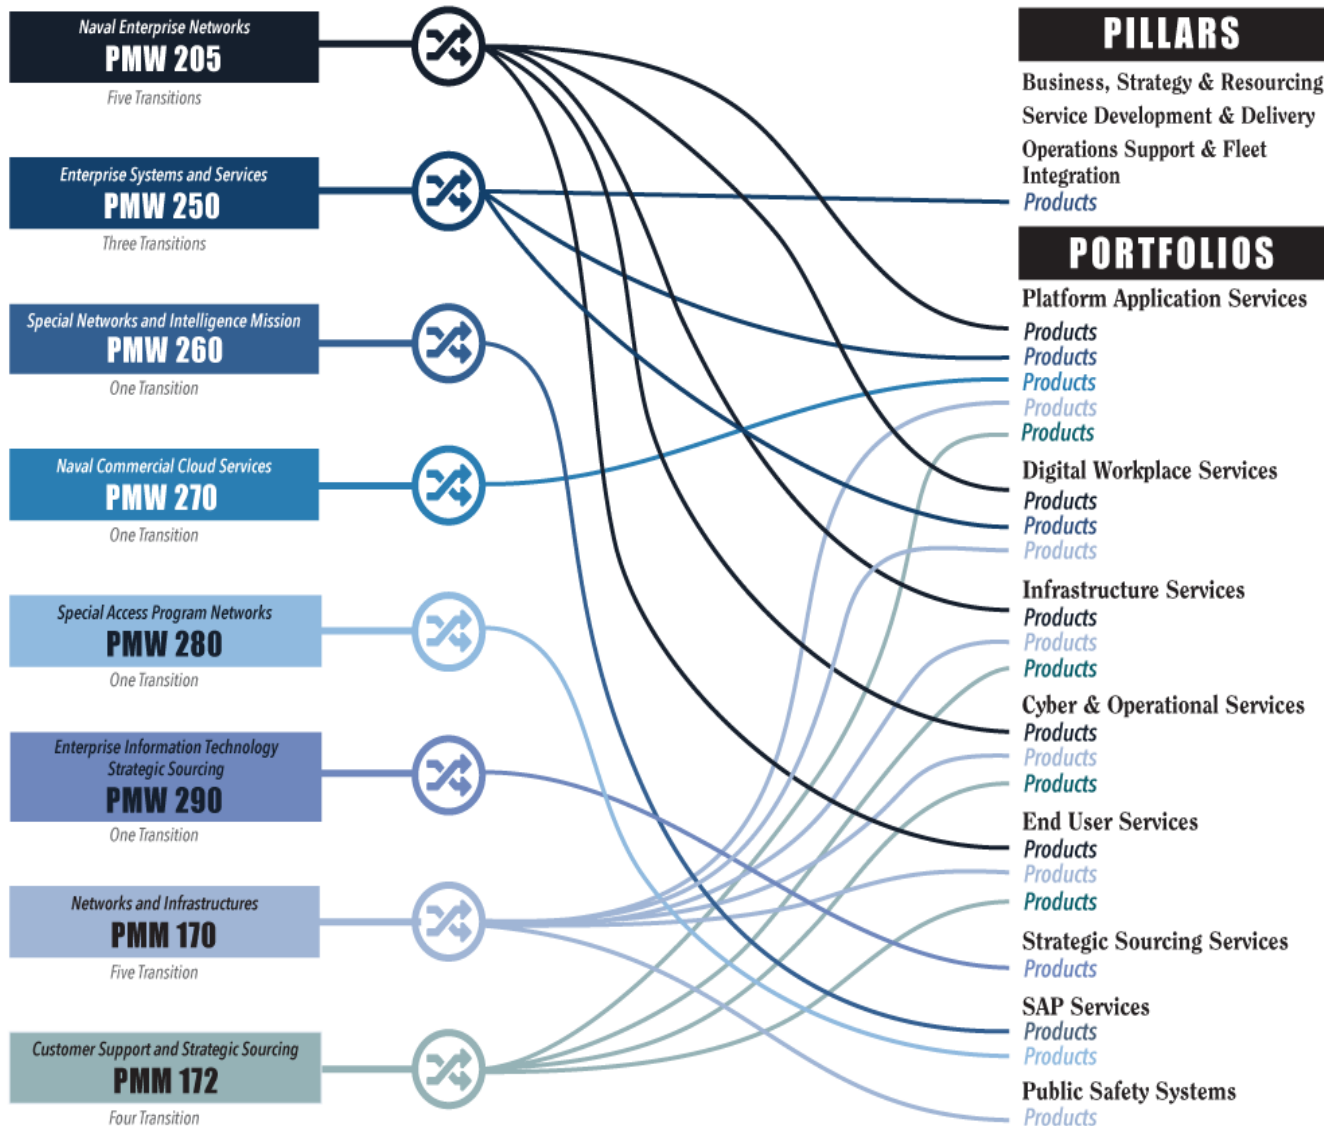 Naval Enterprise Networks
PMW 205
Five Transitions
Enterprise Systems and Services
PMW 250
Three Transitions
Special Networks and Intelligence Mission
PMW 260
One Transition
Naval Commercial Cloud Services
PMW 270
One Transition
Special Access Program Networks
PMW 280
One Transition
Enterprise Information Technology
Strategic Sourcing
PMW 290
One Transition
Networks and Infrastructures
PMM 170
Five Transition
Customer Support and Strategic Sourcing
PMM 172
Four Transition
PILLARS
Business, Strategy & Resourcing
Service Development & Delivery
Operations Support & Fleet
Integration
Products
PORTFOLIOS
Platform Application Services
Products
Products
Products
Products
Products
Digital Workplace Services
Products
Products
Products
Infrastructure Services
Products
Products
Products
Cyber & Operational Services
Products
Products
Products
End User Services
Products
Products
Products
Strategic Sourcing Services
Products
SAP Services
Products
Products
Public Safety Systems
Products